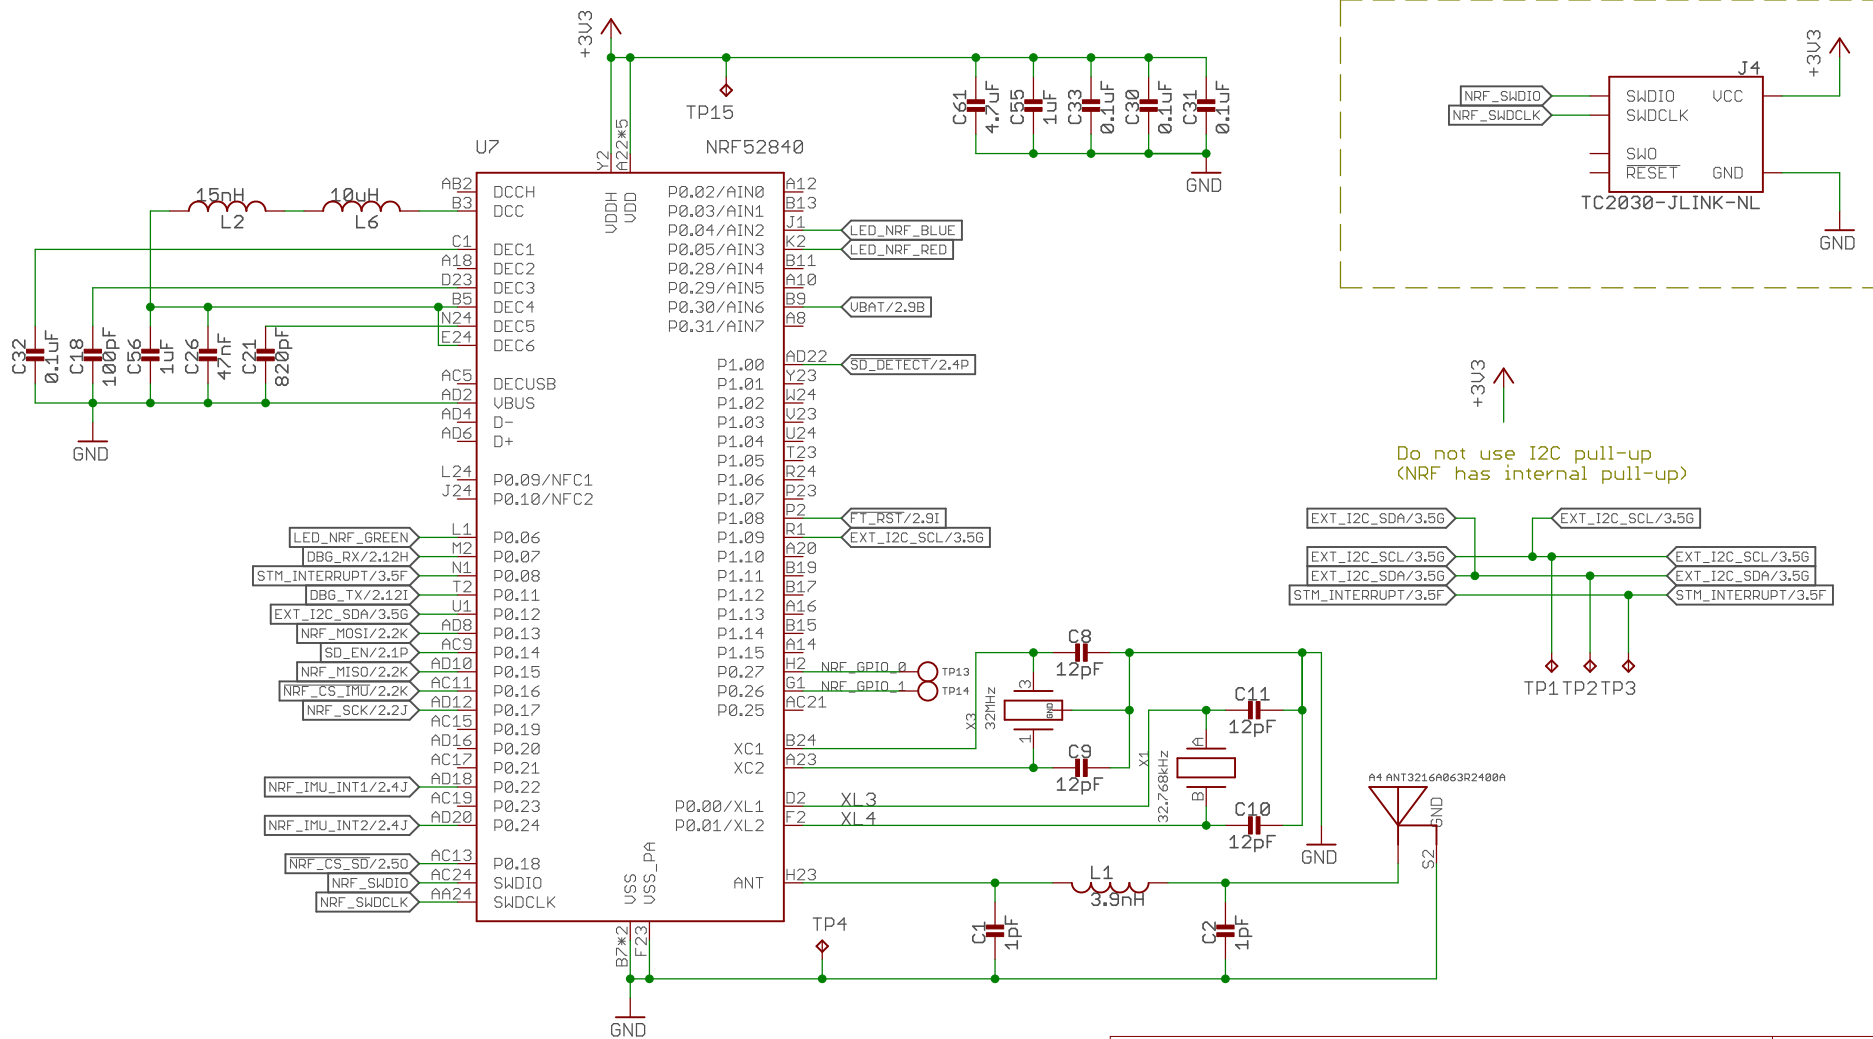 +3V3
TP15
C61
4.7uF
C55
1uF
C33
0.1uF
C30
0.1uF
C31
0.1uF
GND
U7
NRF52840
Y2
A22*5
VDDH
VDD
15nH
L2
10uH
L6
AB2 DCCH
B3 DCC
C1 DEC1
A18 DEC2
D23 DEC3
B5 DEC4
N24 DEC5
E24 DEC6
AC5 DECUSB
AD2 VBUS
AD4 D-
AD6 D+
L24 P0.09/NFC1
J24 P0.10/NFC2
LED_NRF_GREEN L1 P0.06
DBG_RX/2.12H M2 P0.07
STM_INTERRUPT/3.5F N1 P0.08
DBG_TX/2.12I T2 P0.11
EXT_I2C_SDA/3.5G U1 P0.12
NRF_MOSI/2.2K AD8 P0.13
SD_EN/2.1P AC9 P0.14
NRF_MISO/2.2K AD10 P0.15
NRF_CS_IMU/2.2K AC11 P0.16
NRF_SCK/2.2J AD12 P0.17
AC15 P0.19
AD16 P0.20
AC17 P0.21
NRF_IMU_INT1/2.4J AD18 P0.22
AC19 P0.23
NRF_IMU_INT2/2.4J AD20 P0.24
NRF_CS_SD/2.5O AC13 P0.18
NRF_SWDIO AC24 SWDIO
NRF_SWDCLK AA24 SWDCLK
C32
0.1uF
C18
100pF
C56
1uF
C26
47nF
C21
820pF
GND
P0.02/AIN0 A12
P0.03/AIN1 B13
P0.04/AIN2 J1 LED_NRF_BLUE
P0.05/AIN3 K2 LED_NRF_RED
P0.28/AIN4 B11
P0.29/AIN5 A10
P0.30/AIN6 B9 VBAT/2.9B
P0.31/AIN7 A8
P1.00 AD22 SD_DETECT/2.4P
P1.01 Y23
P1.02 W24
P1.03 V23
P1.04 U24
P1.05 T23
P1.06 R24
P1.07 P23
P1.08 P2 FT_RST/2.9I
P1.09 R1 EXT_I2C_SCL/3.5G
P1.10 A20
P1.11 B19
P1.12 B17
P1.13 A16
P1.14 B15
P1.15 A14
P0.27 H2 NRF_GPIO_0 TP13
P0.26 G1 NRF_GPIO_1 TP14
P0.25 AC21
XC1 B24
XC2 A23
P0.00/XL1 D2 XL3
P0.01/XL2 F2 XL4
ANT H23
VSS
VSS_PA
B7*2
F23
GND
TP4
C8
12pF
X3
32MHz
3
GND
1
C9
12pF
C11
12pF
X1
32.768kHz
A
B
C10
12pF
GND
L1
3.9nH
C1
1pF
C2
1pF
A4 ANT3216A063R2400A
GND
S2
J4
+3V3
NRF_SWDIO SWDIO VCC
NRF_SWDCLK SWDCLK
SWO
RESET GND
TC2030-JLINK-NL
GND
+3V3
Do not use I2C pull-up
(NRF has internal pull-up)
EXT_I2C_SDA/3.5G EXT_I2C_SCL/3.5G
EXT_I2C_SCL/3.5G EXT_I2C_SCL/3.5G
EXT_I2C_SDA/3.5G EXT_I2C_SDA/3.5G
STM_INTERRUPT/3.5F STM_INTERRUPT/3.5F
TP1 TP2 TP3